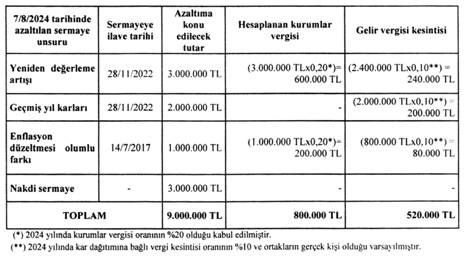 7/8/2024 tarihinde azaltılan sermaye unsuru | Sermayeye ilave tarihi | Azaltıma konu edilecek tutar | Hesaplanan kurumlar vergisi | Gelir vergisi kesintisi
Yeniden değerleme artışı | 28/11/2022 | 3.000.000 TL | (3.000.000 TLx0,20*)= 600.000 TL | (2.400.000 TLx0,10**) = 240.000 TL
Geçmiş yıl karları | 28/11/2022 | 2.000.000 TL | - | (2.000.000 TLx0,10**) = 200.000 TL
Enflasyon düzeltmesi olumlu farkı | 14/7/2017 | 1.000.000 TL | (1.000.000 TLx0,20*)= 200.000 TL | (800.000 TLx0,10**) = 80.000 TL
Nakdi sermaye | - | 3.000.000 TL
TOPLAM | 9.000.000 TL | 800.000 TL | 520.000 TL
(*) 2024 yılında kurumlar vergisi oranının %20 olduğu kabul edilmiştir.
(**) 2024 yılında kar dağıtımına bağlı vergi kesintisi oranının %10 ve ortakların gerçek kişi olduğu varsayılmıştır.